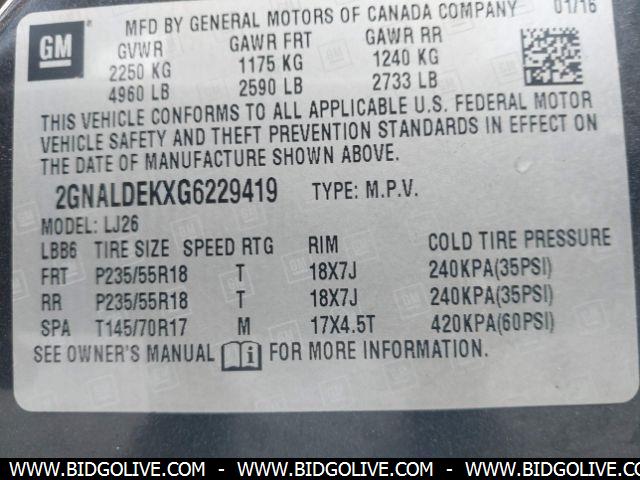 GM
MFD BY GENERAL MOTORS OF CANADA COMPANY 01/16
GVWR GAWR FRT GAWR RR
2250 KG 1175 KG 1240 KG
4960 LB 2590 LB 2733 LB
THIS VEHICLE CONFORMS TO ALL APPLICABLE U.S. FEDERAL MOTOR
VEHICLE SAFETY AND THEFT PREVENTION STANDARDS IN EFFECT ON
THE DATE OF MANUFACTURE SHOWN ABOVE.
2GNALDEKXG6229419 TYPE: M.P.V.
MODEL: LJ26
LBB6 TIRE SIZE SPEED RTG RIM COLD TIRE PRESSURE
FRT P235/55R18 T 18X7J 240KPA(35PSI)
RR P235/55R18 T 18X7J 240KPA(35PSI)
SPA T145/70R17 M 17X4.5T 420KPA(60PSI)
SEE OWNER'S MANUAL i FOR MORE INFORMATION.
WWW.BIDGOLIVE.COM - WWW.BIDGOLIVE.COM - WWW.BIDGOLIVE.COM